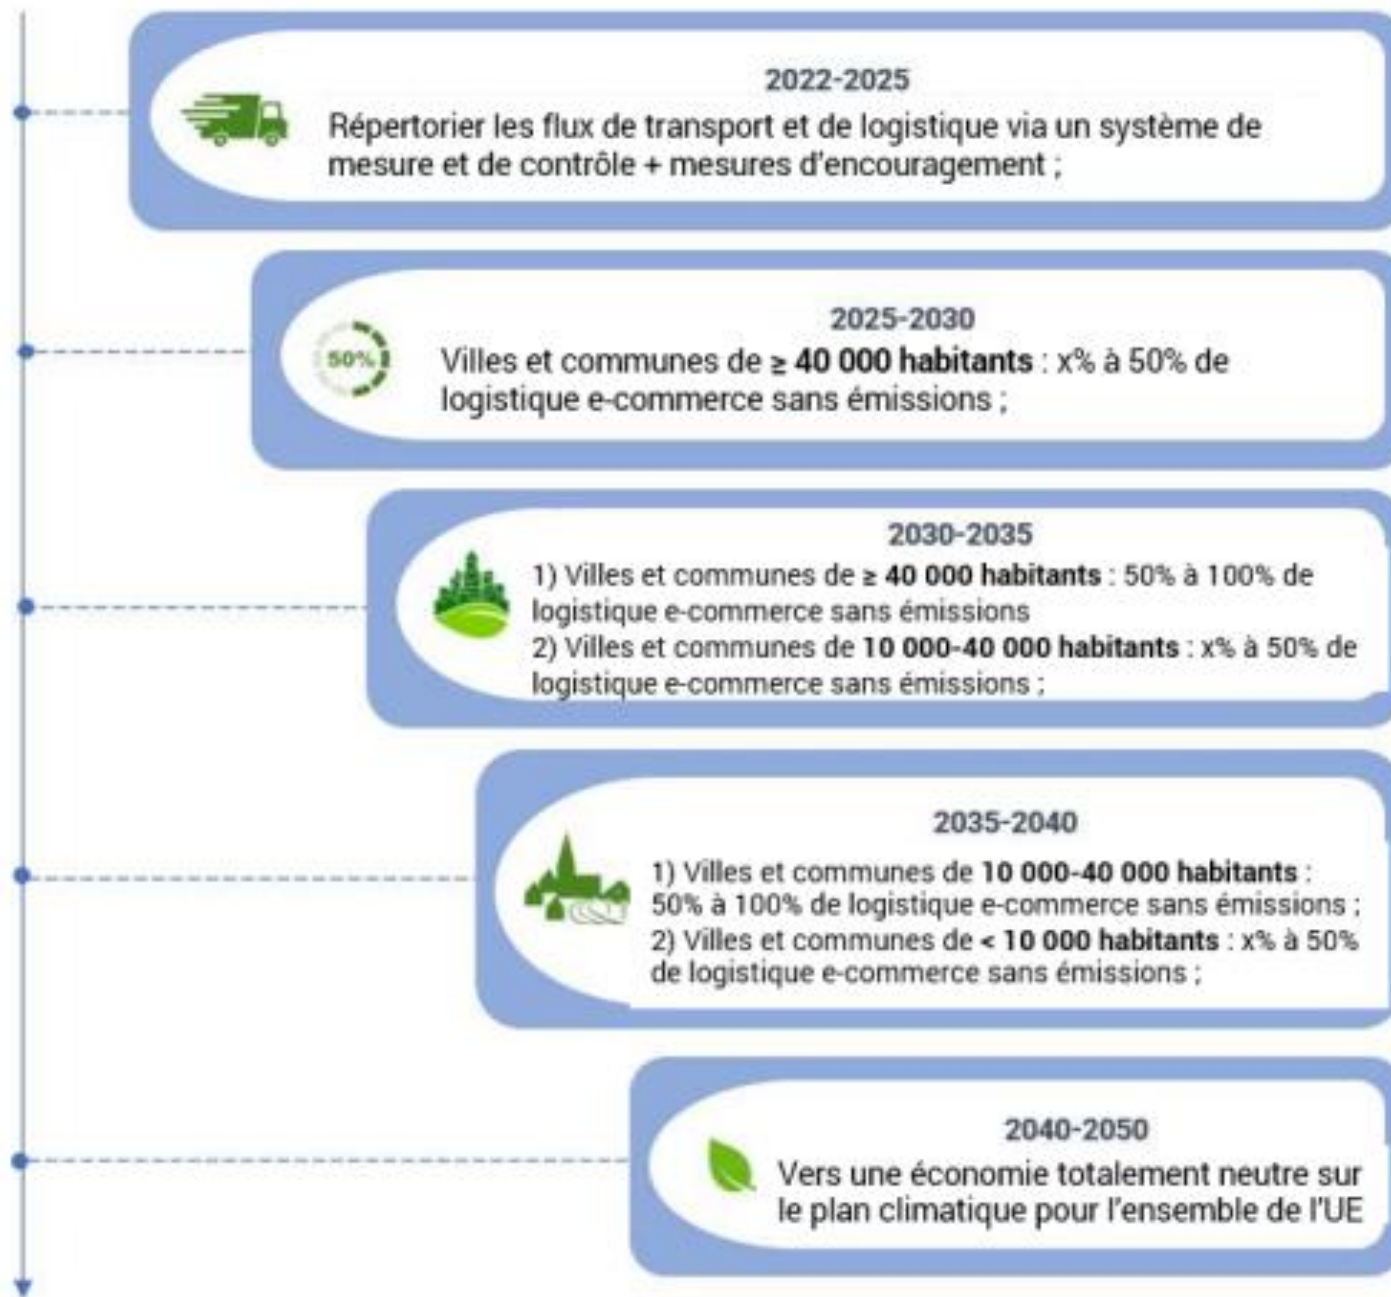 2022-2025
Répertorier les flux de transport et de logistique via un système de
mesure et de contrôle + mesures d'encouragement ;
50%
2025-2030
Villes et communes de ≥ 40 000 habitants : x% à 50% de
logistique e-commerce sans émissions ;
2030-2035
1) Villes et communes de ≥ 40 000 habitants : 50% à 100% de
logistique e-commerce sans émissions
2) Villes et communes de 10 000-40 000 habitants : x% à 50% de
logistique e-commerce sans émissions ;
2035-2040
1) Villes et communes de 10 000-40 000 habitants :
50% à 100% de logistique e-commerce sans émissions ;
2) Villes et communes de < 10 000 habitants : x% à 50%
de logistique e-commerce sans émissions ;
2040-2050
Vers une économie totalement neutre sur
le plan climatique pour l'ensemble de l'UE